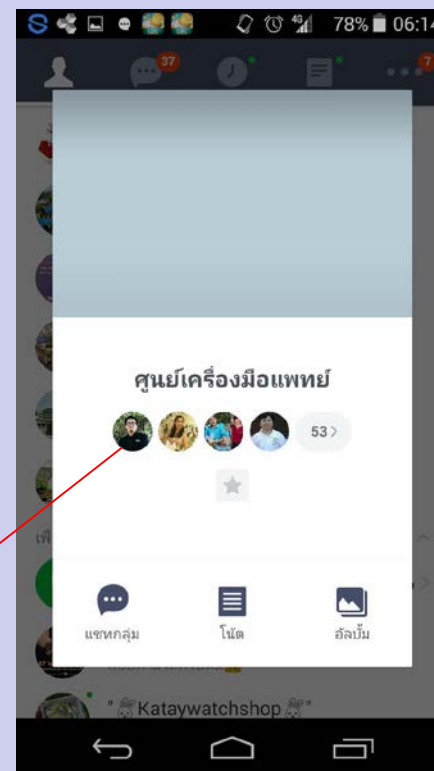 78% 06:14
37
7
ศูนย์เครื่องมือแพทย์
53 >
แชทกลุ่ม โน้ต อัลบั้ม
" Kataywatchshop "